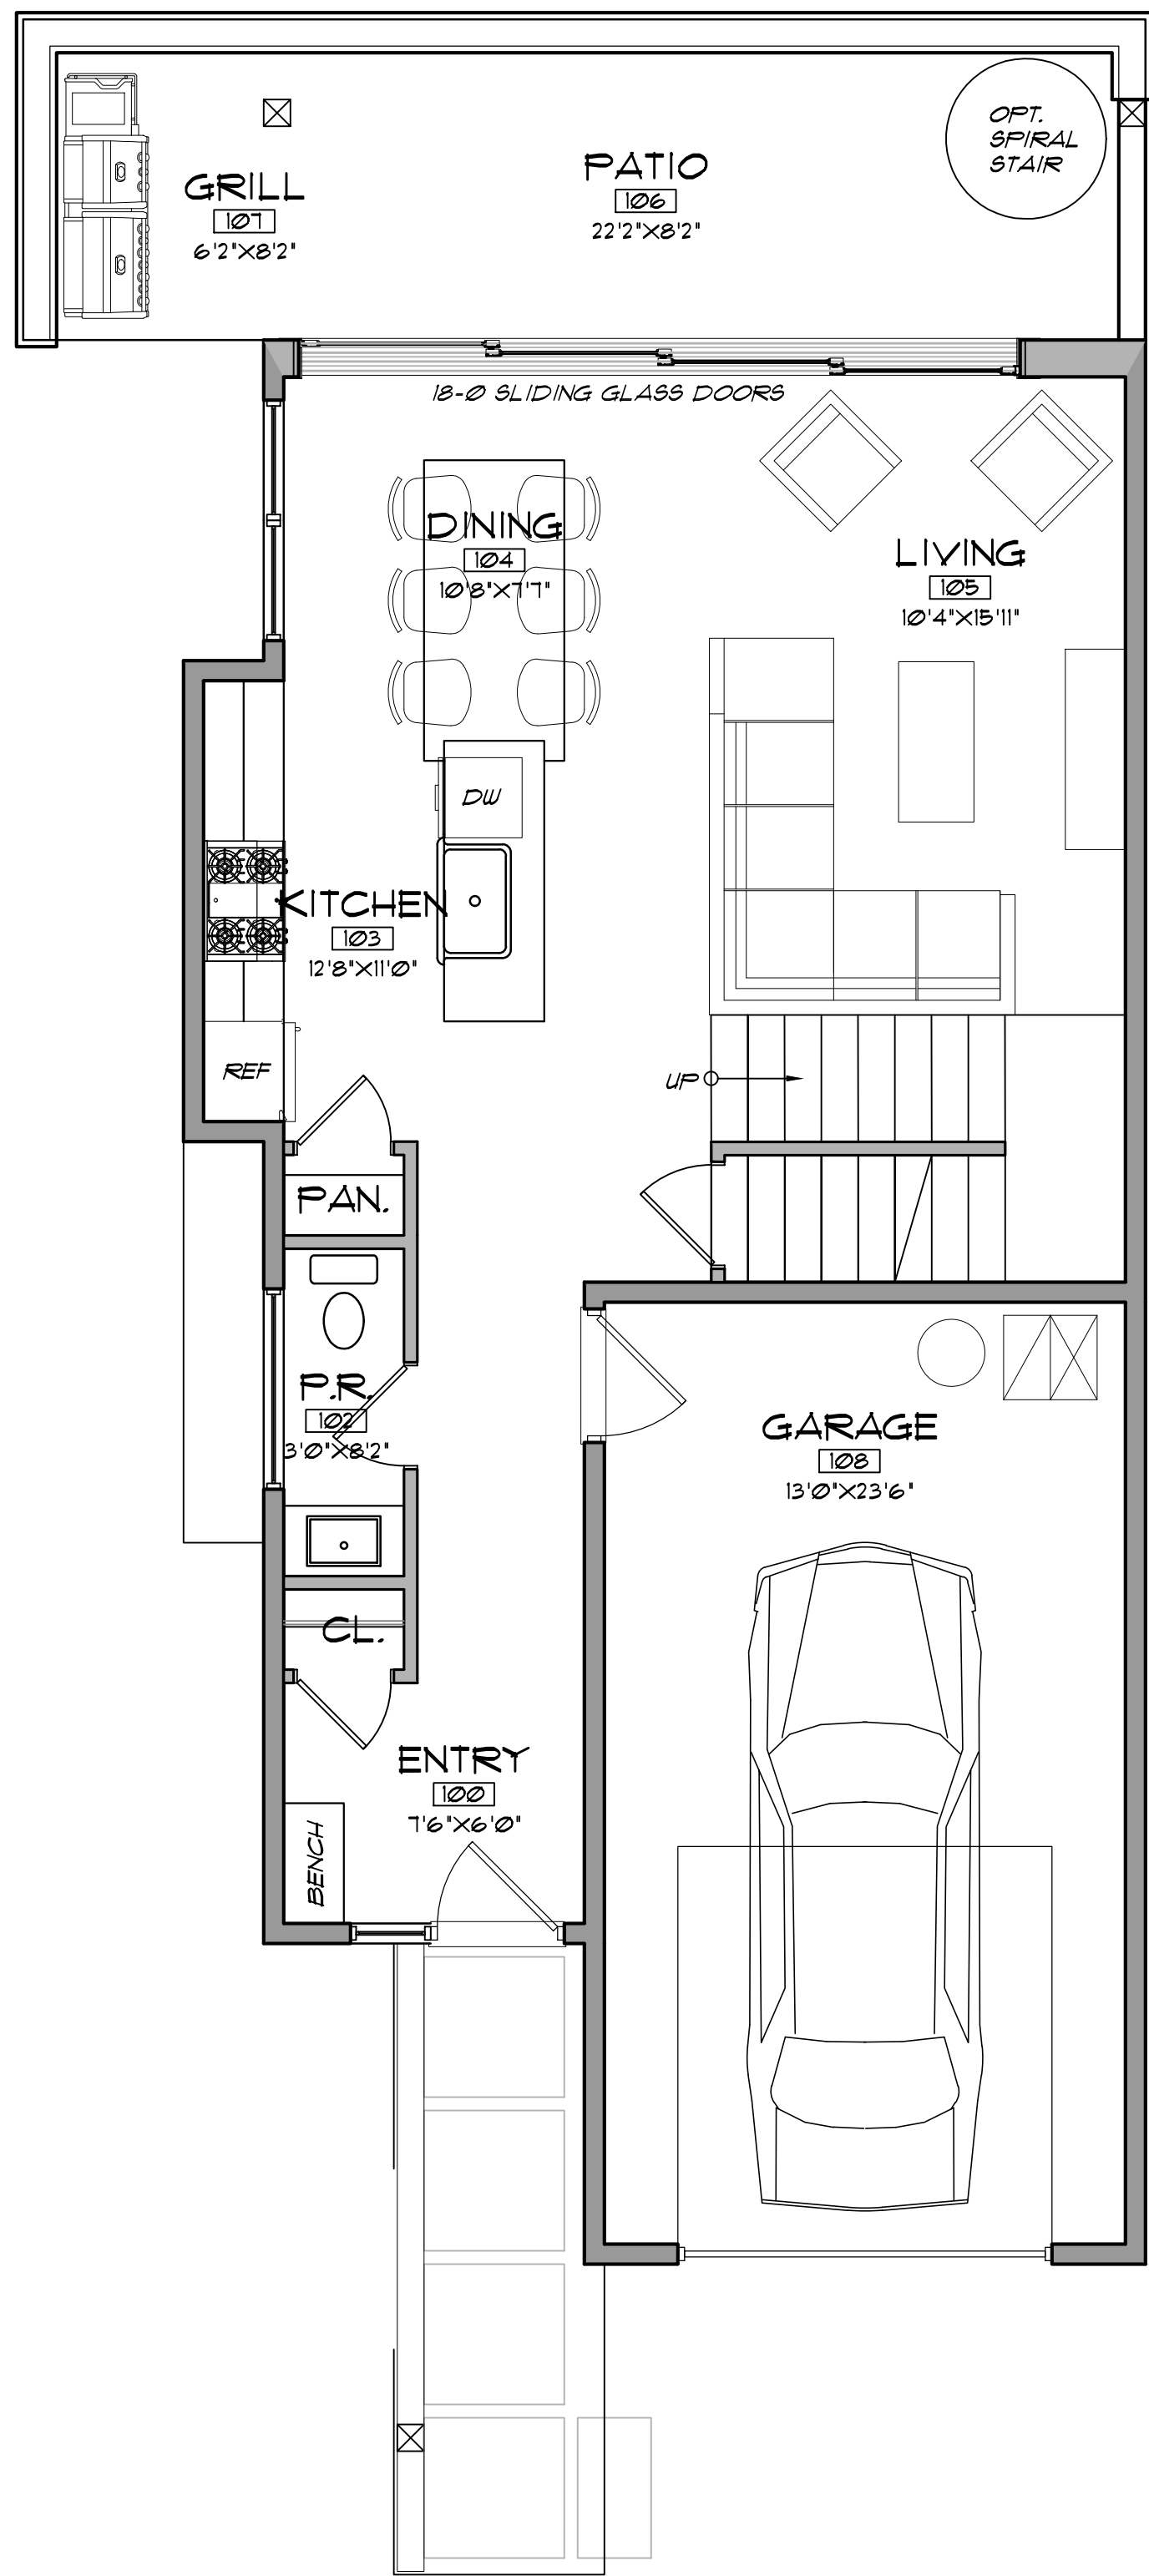 OPT.
SPIRAL
STAIR
PATIO
106
22'2"X8'2"
GRILL
107
6'2"X8'2"
18-Ø SLIDING GLASS DOORS
DINING
104
10'8"X7'7"
LIVING
105
10'4"X15'11"
DW
KITCHEN
103
12'8"X11'0"
REF
UP
PAN.
P.R.
102
3'0"X8'2"
GARAGE
108
13'0"X23'6"
CL.
ENTRY
100
7'6"X6'0"
BENCH